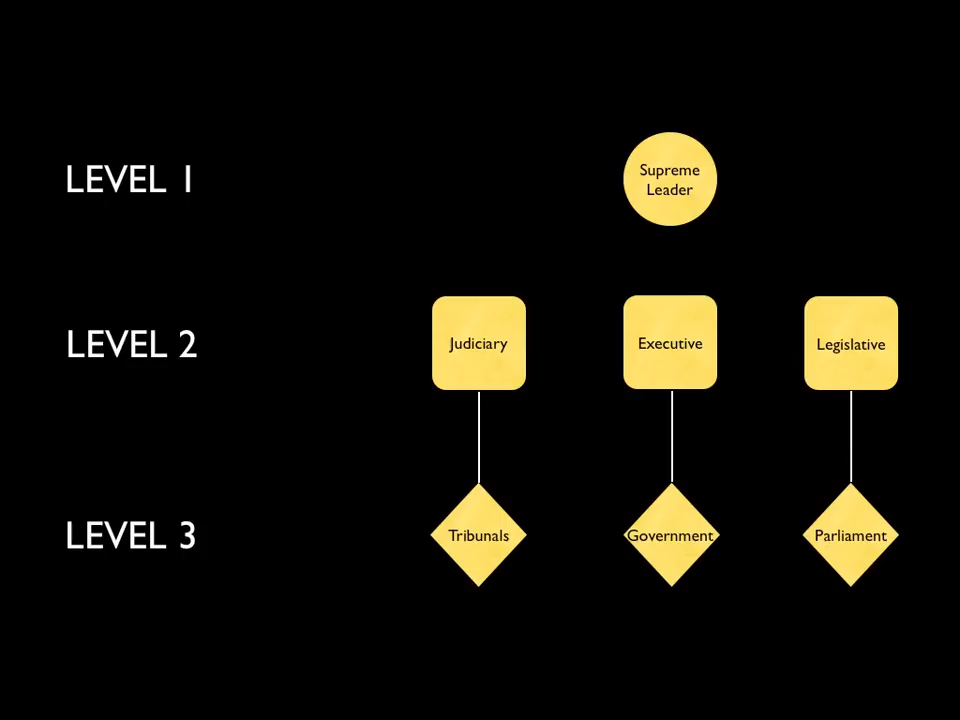 LEVEL 1
Supreme
Leader
LEVEL 2
Judiciary
Executive
Legislative
LEVEL 3
Tribunals
Government
Parliament